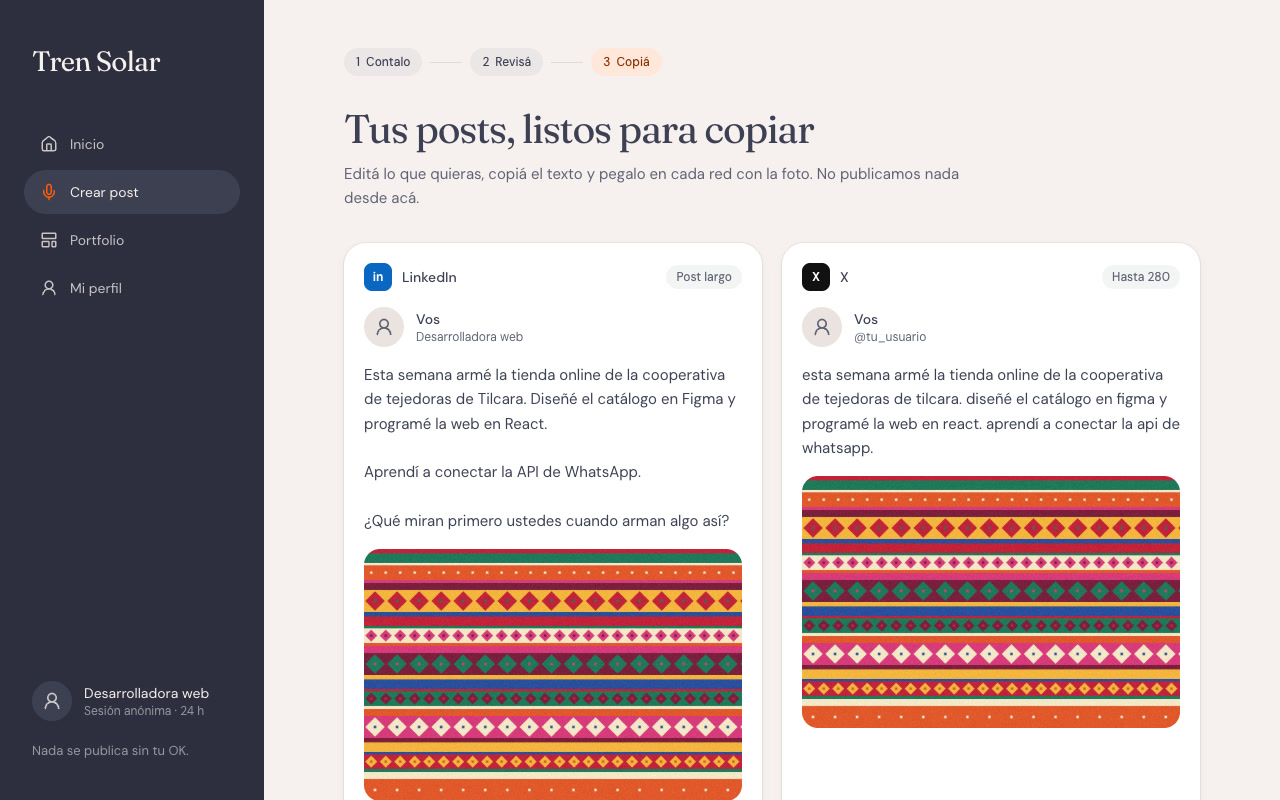 Tren Solar
Inicio
Crear post
Portfolio
Mi perfil
Desarrolladora web
Sesión anónima · 24 h
Nada se publica sin tu OK.
1 Contalo
2 Revisá
3 Copiá
Tus posts, listos para copiar
Editá lo que quieras, copiá el texto y pegalo en cada red con la foto. No publicamos nada
desde acá.
in LinkedIn
Post largo
Vos
Desarrolladora web
Esta semana armé la tienda online de la cooperativa
de tejedoras de Tilcara. Diseñé el catálogo en Figma y
programé la web en React.
Aprendí a conectar la API de WhatsApp.
¿Qué miran primero ustedes cuando arman algo así?
X X
Hasta 280
Vos
@tu_usuario
esta semana armé la tienda online de la cooperativa
de tejedoras de tilcara. diseñé el catálogo en figma y
programé la web en react. aprendí a conectar la api de
whatsapp.